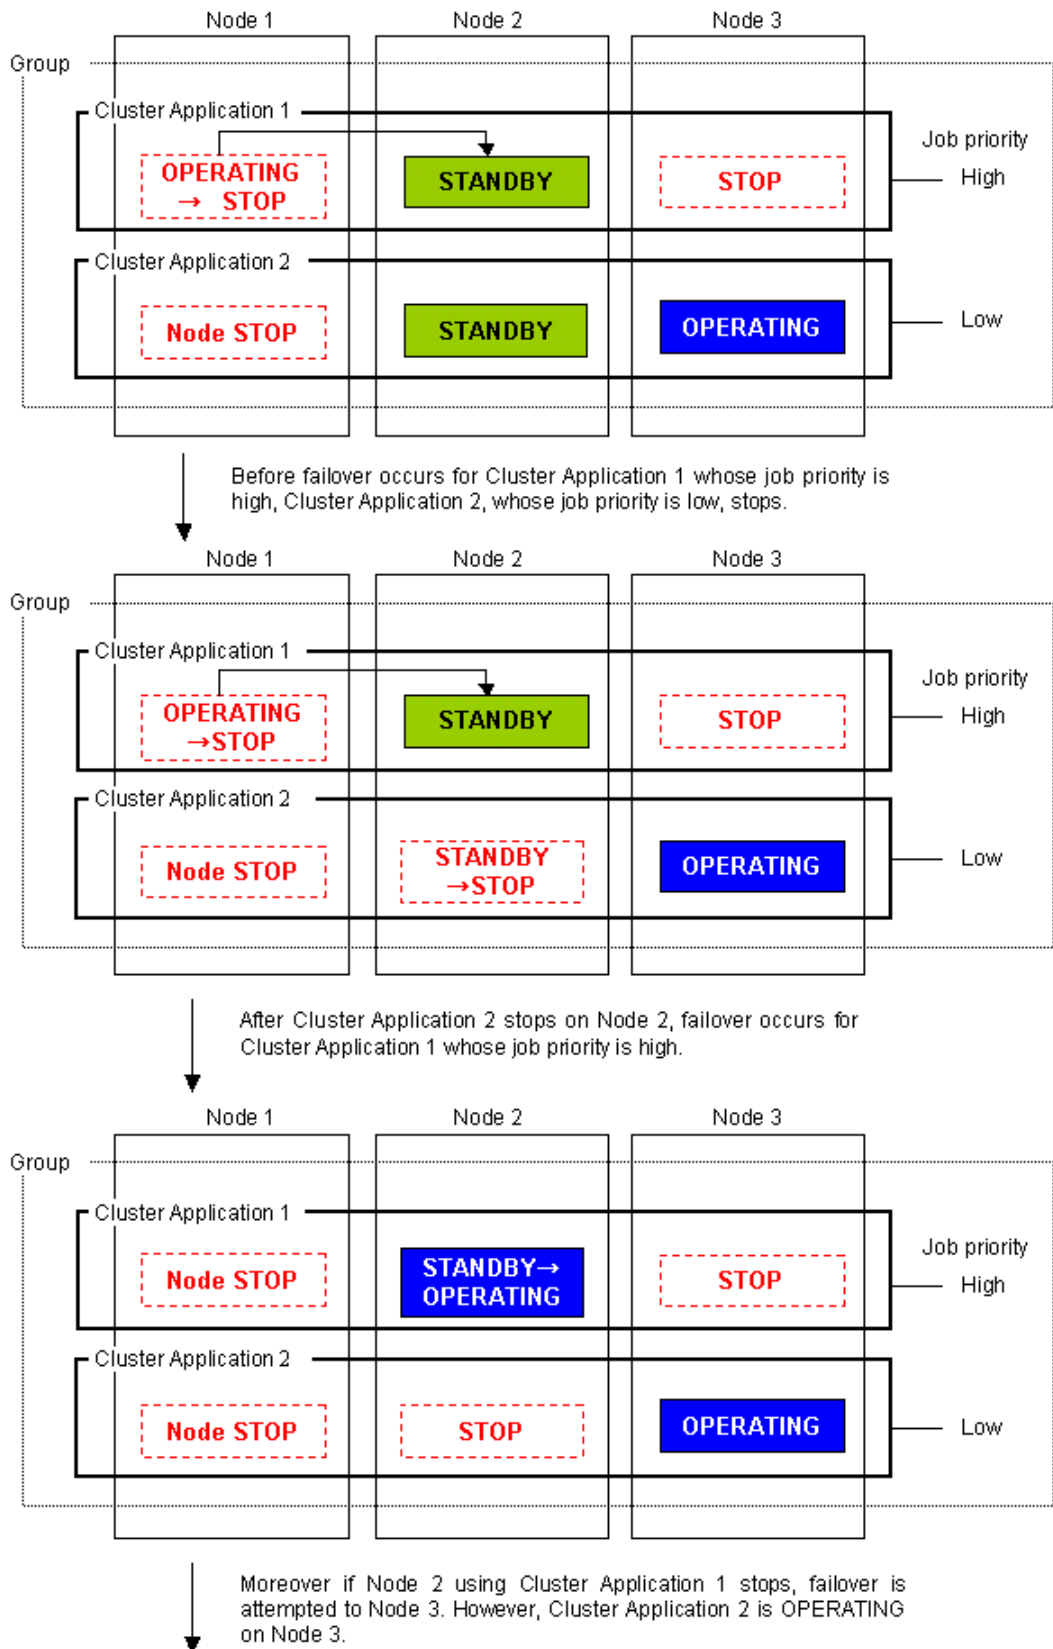 Node 1 Node 2 Node 3
Group
Cluster Application 1
Job priority
OPERATING
→ STOP
STANDBY
STOP
High
Cluster Application 2
Node STOP
STANDBY
OPERATING
Low
Before failover occurs for Cluster Application 1 whose job priority is
high, Cluster Application 2, whose job priority is low, stops.
Node 1 Node 2 Node 3
Group
Cluster Application 1
Job priority
OPERATING
→STOP
STANDBY
STOP
High
Cluster Application 2
Node STOP
STANDBY
→STOP
OPERATING
Low
After Cluster Application 2 stops on Node 2, failover occurs for
Cluster Application 1 whose job priority is high.
Node 1 Node 2 Node 3
Group
Cluster Application 1
Job priority
Node STOP
STANDBY→
OPERATING
STOP
High
Cluster Application 2
Node STOP
STOP
OPERATING
Low
Moreover if Node 2 using Cluster Application 1 stops, failover is
attempted to Node 3. However, Cluster Application 2 is OPERATING
on Node 3.